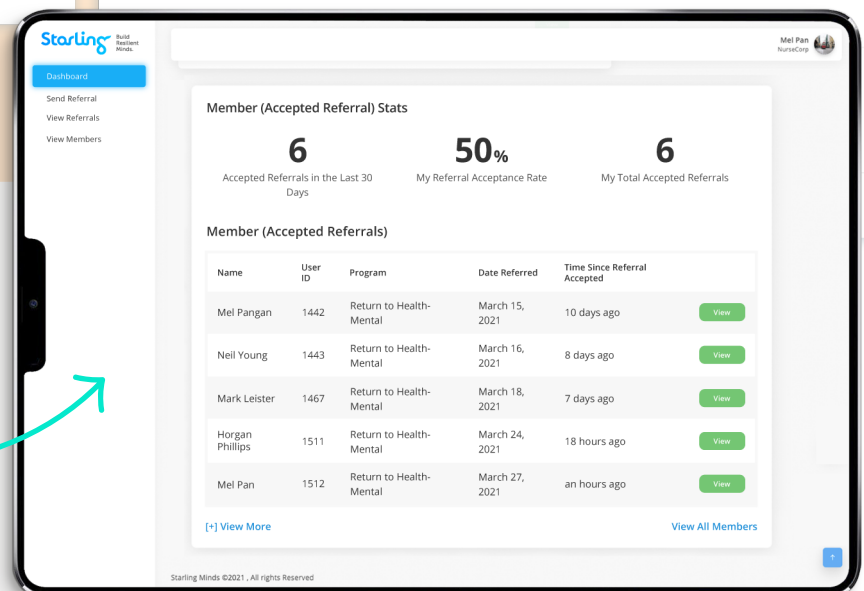 Starling Build
Resilient
Minds.
Mel Pan
NurseCorp
Dashboard
Send Referral
View Referrals
View Members
Member (Accepted Referral) Stats
6
Accepted Referrals in the Last 30
Days
50%
My Referral Acceptance Rate
6
My Total Accepted Referrals
Member (Accepted Referrals)
Name
User
ID
Program
Date Referred
Time Since Referral
Accepted
Mel Pangan
1442
Return to Health-
Mental
March 15,
2021
10 days ago
View
Neil Young
1443
Return to Health-
Mental
March 16,
2021
8 days ago
View
Mark Leister
1467
Return to Health-
Mental
March 18,
2021
7 days ago
View
Horgan
Phillips
1511
Return to Health-
Mental
March 24,
2021
18 hours ago
View
Mel Pan
1512
Return to Health-
Mental
March 27,
2021
an hours ago
View
[+] View More
View All Members
Starling Minds ©2021 , All rights Reserved